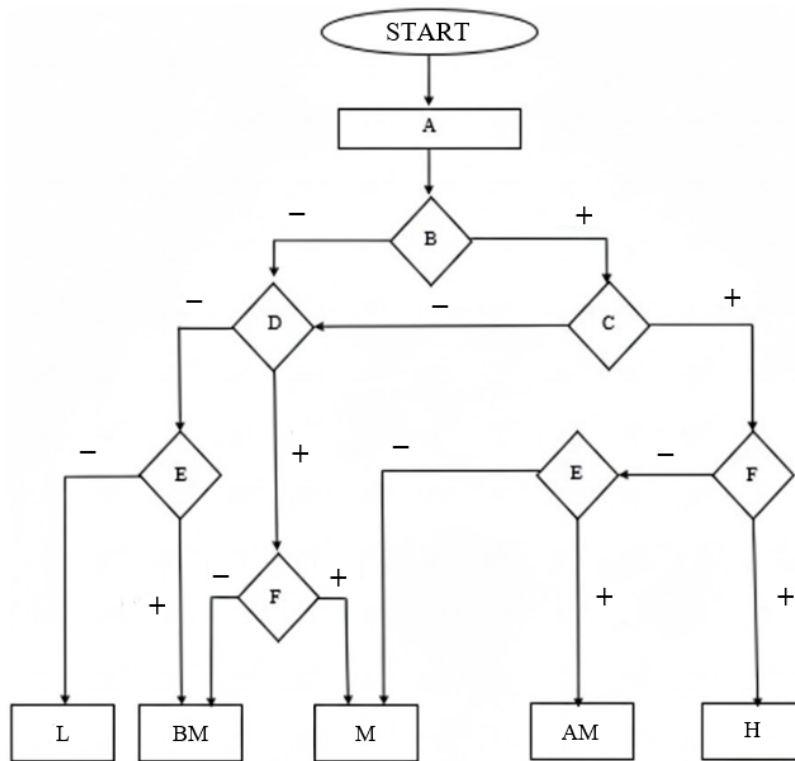 START
A
− +
B
− − +
D C
− + − −
E E F
− + F + + +
L BM M AM H